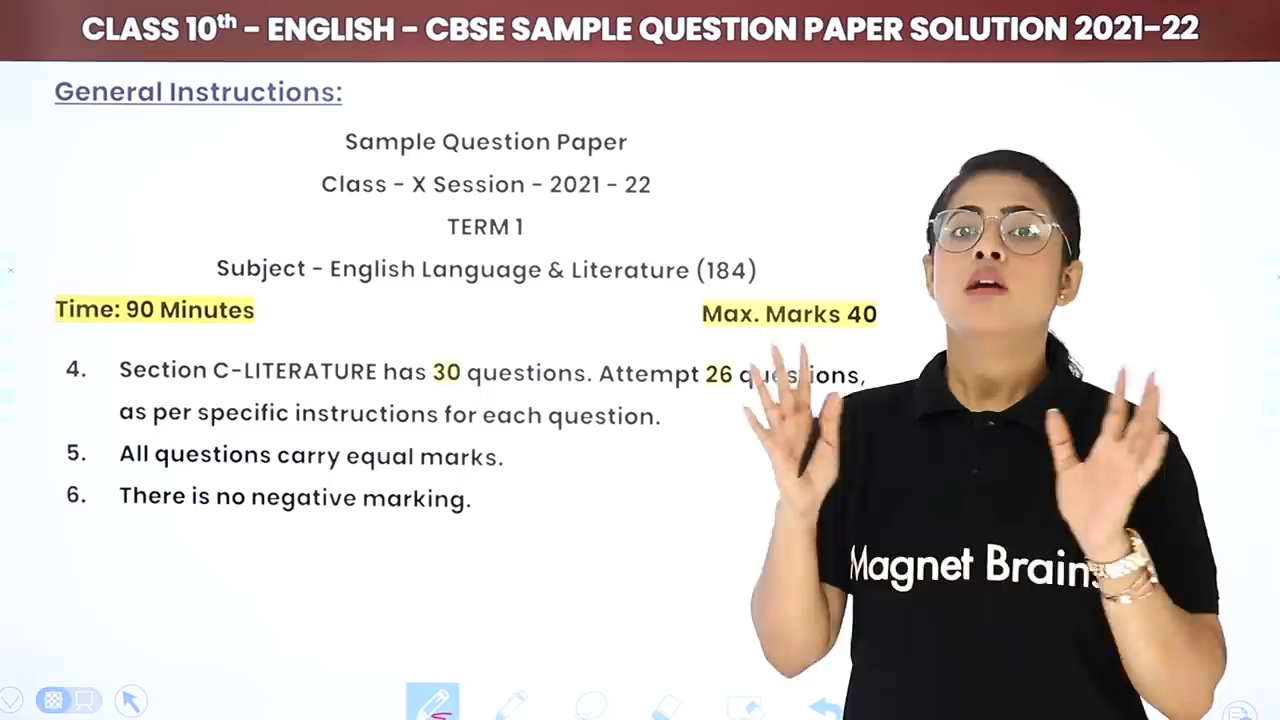 CLASS 10th - ENGLISH - CBSE SAMPLE QUESTION PAPER SOLUTION 2021-22
General Instructions:
Sample Question Paper
Class - X Session - 2021 - 22
TERM 1
Subject - English Language & Literature (184)
Time: 90 Minutes
Max. Marks 40
4. Section C-LITERATURE has 30 questions. Attempt 26 questions,
as per specific instructions for each question.
5. All questions carry equal marks.
6. There is no negative marking.
Magnet Brains